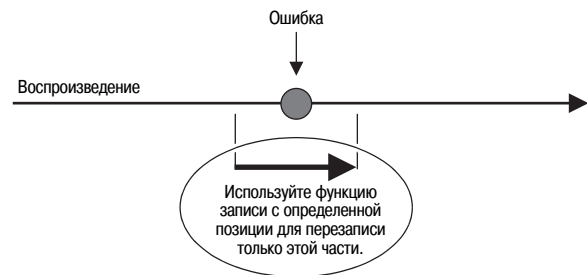 Ошибка
Воспроизведение
Используйте функцию
записи с определенной
позиции для перезаписи
только этой части.